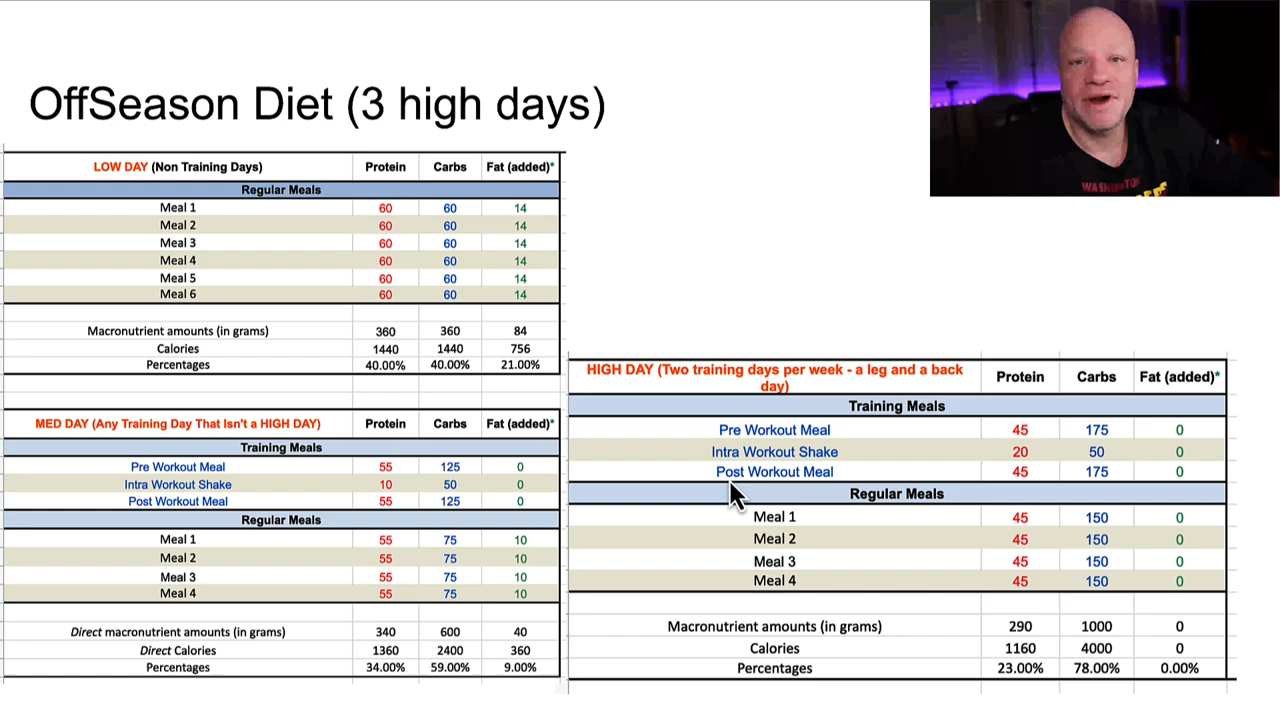 OffSeason Diet (3 high days)
LOW DAY (Non Training Days) Protein Carbs Fat (added)*
Regular Meals
Meal 1 60 60 14
Meal 2 60 60 14
Meal 3 60 60 14
Meal 4 60 60 14
Meal 5 60 60 14
Meal 6 60 60 14
Macronutrient amounts (in grams) 360 360 84
Calories 1440 1440 756
Percentages 40.00% 40.00% 21.00%
MED DAY (Any Training Day That Isn't a HIGH DAY) Protein Carbs Fat (added)*
Training Meals
Pre Workout Meal 55 125 0
Intra Workout Shake 10 50 0
Post Workout Meal 55 125 0
Regular Meals
Meal 1 55 75 10
Meal 2 55 75 10
Meal 3 55 75 10
Meal 4 55 75 10
Direct macronutrient amounts (in grams) 340 600 40
Direct Calories 1360 2400 360
Percentages 34.00% 59.00% 9.00%
HIGH DAY (Two training days per week - a leg and a back
day) Protein Carbs Fat (added)*
Training Meals
Pre Workout Meal 45 175 0
Intra Workout Shake 20 50 0
Post Workout Meal 45 175 0
Regular Meals
Meal 1 45 150 0
Meal 2 45 150 0
Meal 3 45 150 0
Meal 4 45 150 0
Macronutrient amounts (in grams) 290 1000 0
Calories 1160 4000 0
Percentages 23.00% 78.00% 0.00%
WASHINGTON